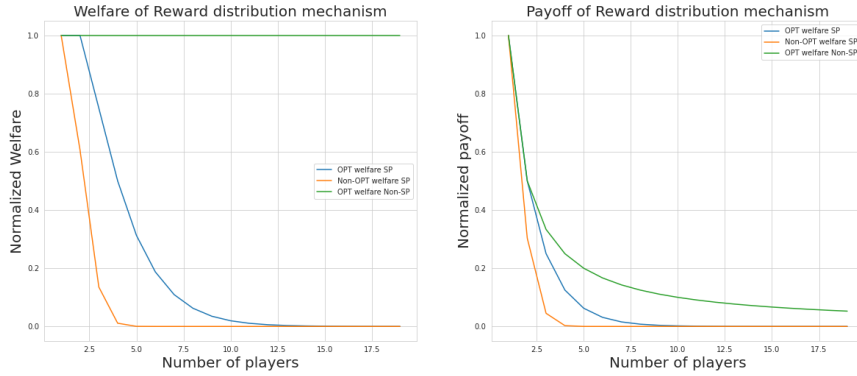 Welfare of Reward distribution mechanism
Normalized Welfare
1.0
0.8
0.6
0.4
0.2
0.0
OPT welfare SP
Non-OPT welfare SP
OPT welfare Non-SP
2.5 5.0 7.5 10.0 12.5 15.0 17.5
Number of players
Payoff of Reward distribution mechanism
Normalized payoff
1.0
0.8
0.6
0.4
0.2
0.0
OPT welfare SP
Non-OPT welfare SP
OPT welfare Non-SP
2.5 5.0 7.5 10.0 12.5 15.0 17.5
Number of players